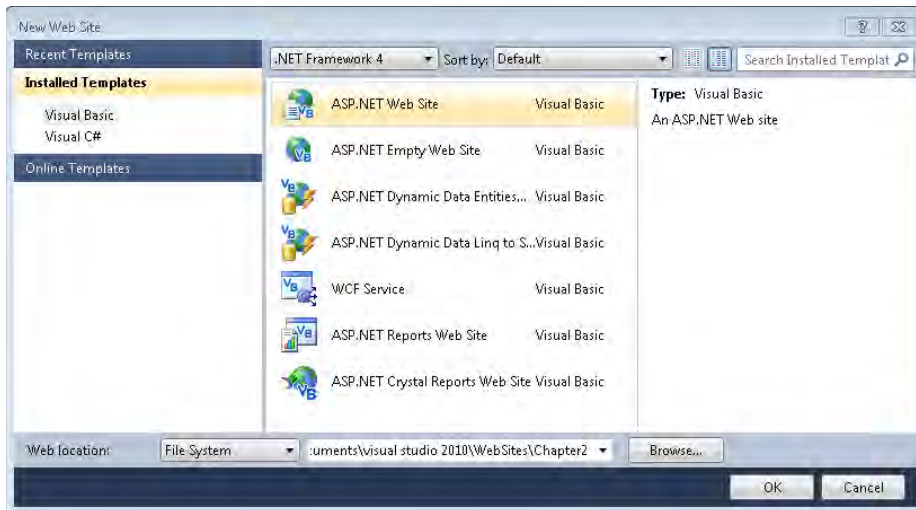 New Web Site
Recent Templates
Installed Templates
Visual Basic
Visual C#
Online Templates
.NET Framework 4
Sort by: Default
Search Installed Templat
ASP.NET Web Site Visual Basic
ASP.NET Empty Web Site Visual Basic
ASP.NET Dynamic Data Entities... Visual Basic
ASP.NET Dynamic Data Linq to S...Visual Basic
WCF Service Visual Basic
ASP.NET Reports Web Site Visual Basic
ASP.NET Crystal Reports Web Site Visual Basic
Type: Visual Basic
An ASP.NET Web site
Web location: File System :uments\visual studio 2010\WebSites\Chapter2 Browse...
OK Cancel